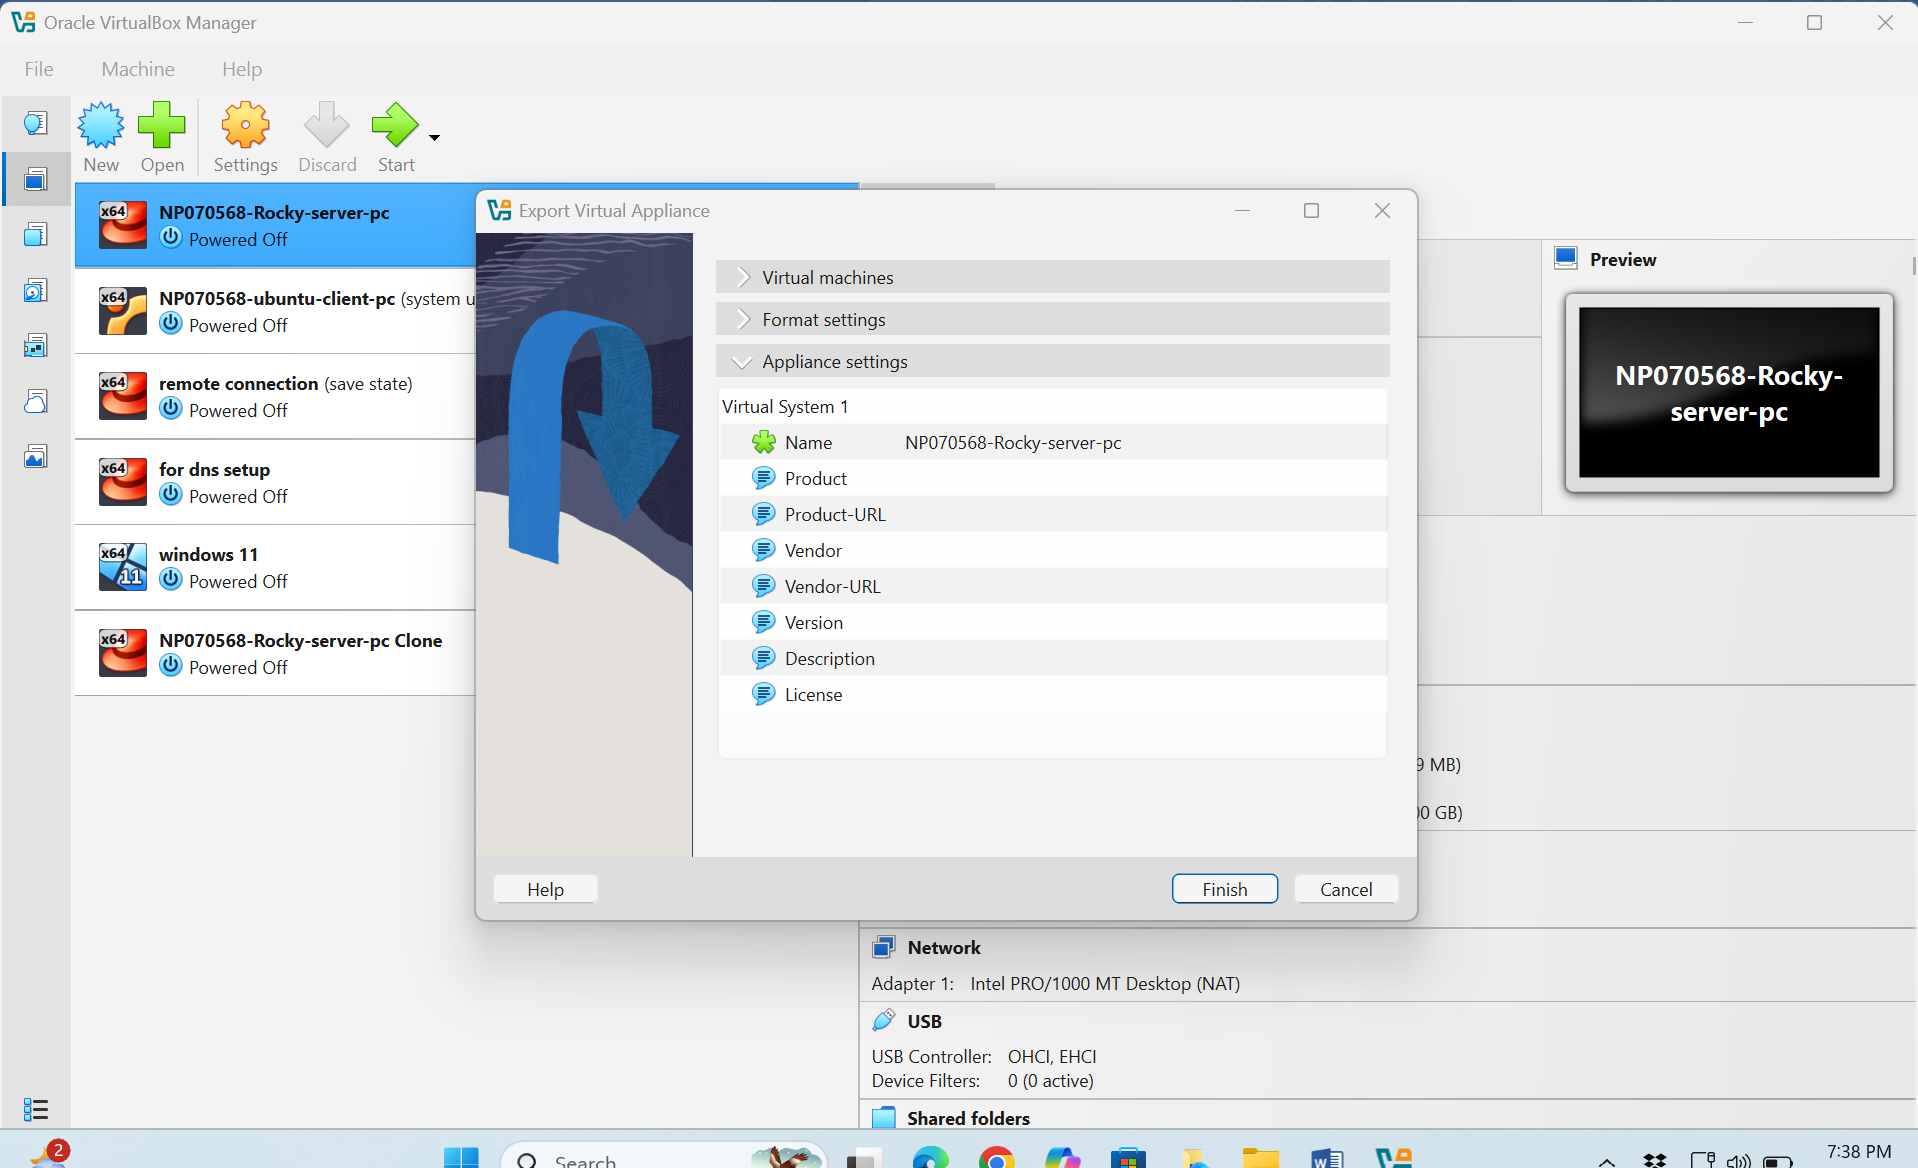 Oracle VirtualBox Manager
File Machine Help
New Open Settings Discard Start
x64 NP070568-Rocky-server-pc
Powered Off
x64 NP070568-ubuntu-client-pc (system u
Powered Off
x64 remote connection (save state)
Powered Off
x64 for dns setup
Powered Off
x64 11 windows 11
Powered Off
x64 NP070568-Rocky-server-pc Clone
Powered Off
Export Virtual Appliance
Virtual machines
Format settings
Appliance settings
Virtual System 1
Name NP070568-Rocky-server-pc
Product
Product-URL
Vendor
Vendor-URL
Version
Description
License
Help Finish Cancel
Preview
NP070568-Rocky-
server-pc
9 MB)
00 GB)
Network
Adapter 1: Intel PRO/1000 MT Desktop (NAT)
USB
USB Controller: OHCI, EHCI
Device Filters: 0 (0 active)
Shared folders
2
Search
7:38 PM